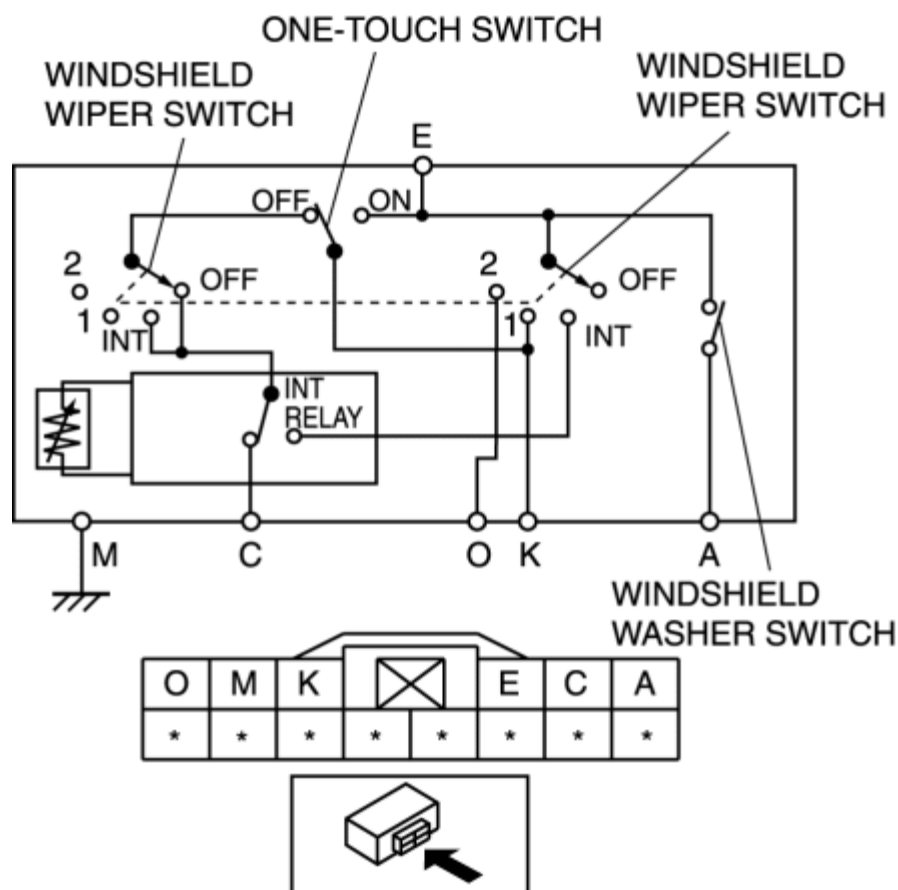 ONE-TOUCH SWITCH
WINDSHIELD
WIPER SWITCH
WINDSHIELD
WIPER SWITCH
E
OFF
ON
2
OFF
1
INT
2
OFF
1
INT
INT
RELAY
M
C
O
K
A
WINDSHIELD
WASHER SWITCH
O M K E C A
* * * * * * * *